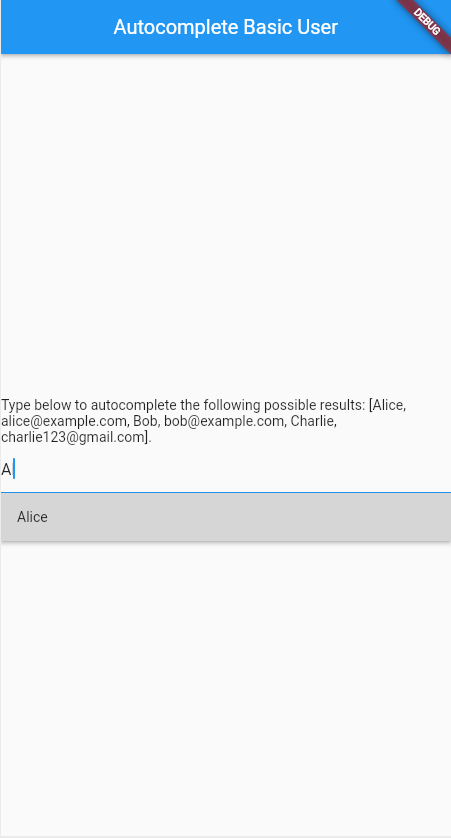 Autocomplete Basic User
DEBUG
Type below to autocomplete the following possible results: [Alice,
alice@example.com, Bob, bob@example.com, Charlie,
charlie123@gmail.com].
A
Alice